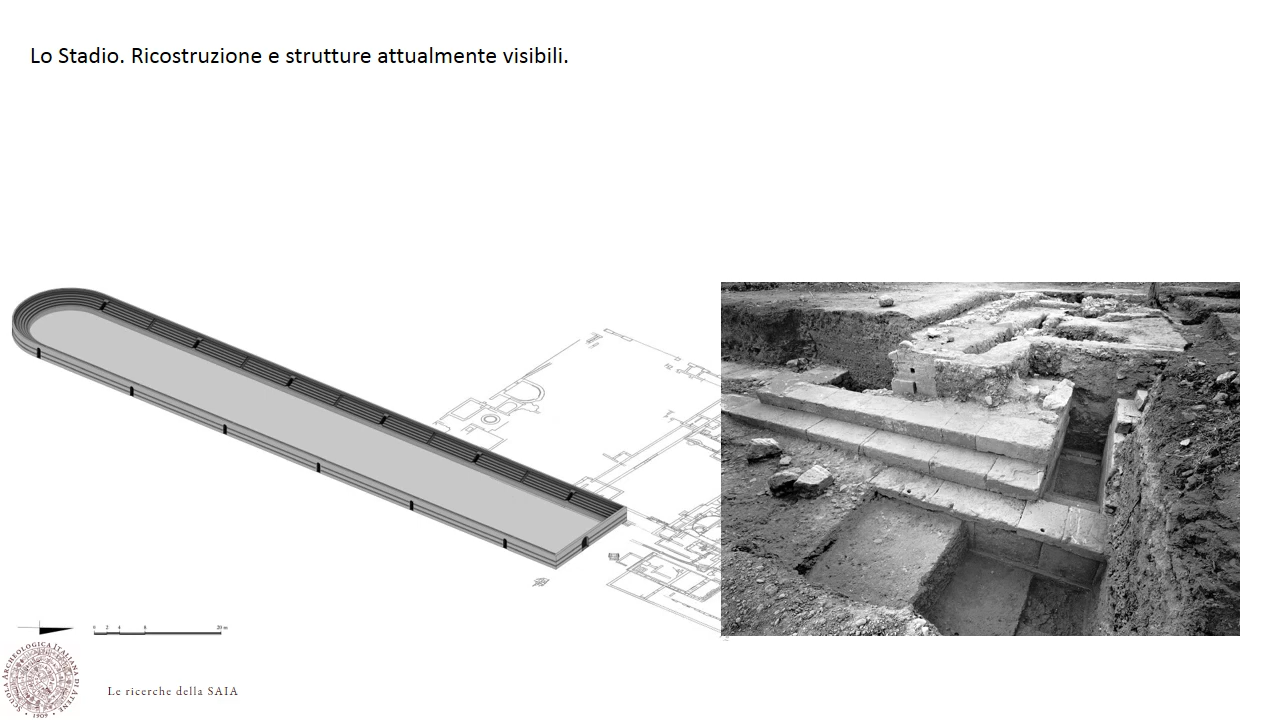 Lo Stadio. Ricostruzione e strutture attualmente visibili.
0 2 4 8 20 m
SCUOLA ARCHEOLOGICA ITALIANA DI ATENE
• 1909 •
Le ricerche della SAIA